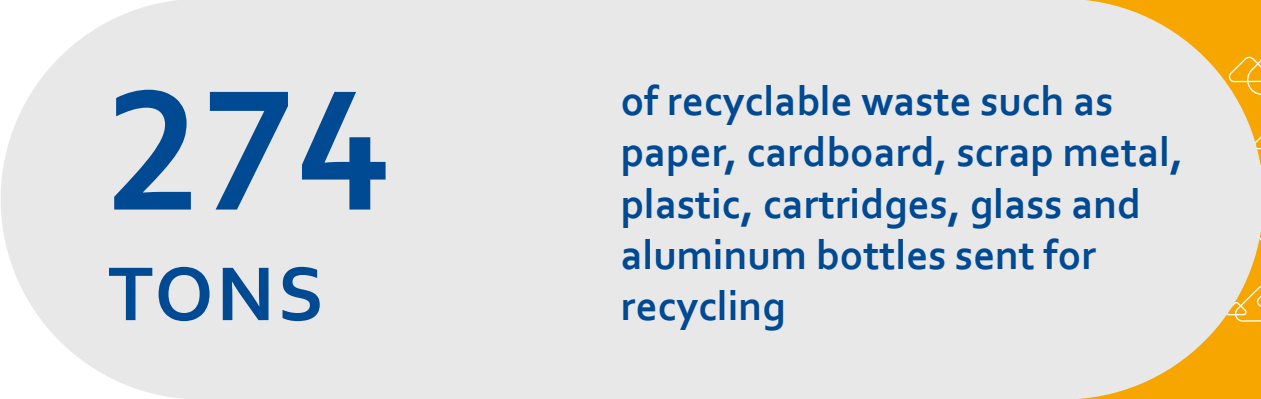 274
TONS
of recyclable waste such as
paper, cardboard, scrap metal,
plastic, cartridges, glass and
aluminum bottles sent for
recycling